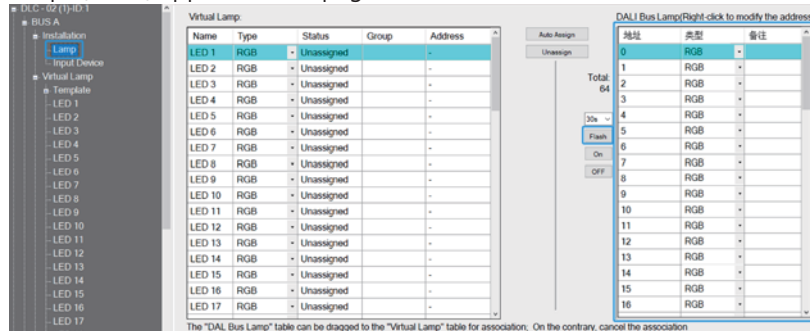 DLC - 02 (1)-ID:1
BUS A
Installation
Lamp
Input Device
Virtual Lamp
Template
LED 1
LED 2
LED 3
LED 4
LED 5
LED 6
LED 7
LED 8
LED 9
LED 10
LED 11
LED 12
LED 13
LED 14
LED 15
LED 16
LED 17
Virtual Lamp:
Name Type Status Group Address
LED 1 RGB Unassigned -
LED 2 RGB Unassigned -
LED 3 RGB Unassigned -
LED 4 RGB Unassigned -
LED 5 RGB Unassigned -
LED 6 RGB Unassigned -
LED 7 RGB Unassigned -
LED 8 RGB Unassigned -
LED 9 RGB Unassigned -
LED 10 RGB Unassigned -
LED 11 RGB Unassigned -
LED 12 RGB Unassigned -
LED 13 RGB Unassigned -
LED 14 RGB Unassigned -
LED 15 RGB Unassigned -
LED 16 RGB Unassigned -
LED 17 RGB Unassigned -
Auto Assign
Unassign
Total:
64
30s
Flash
On
OFF
DALI Bus Lamp(Right-click to modify the address
地址 类型 备注
0 RGB
1 RGB
2 RGB
3 RGB
4 RGB
5 RGB
6 RGB
7 RGB
8 RGB
9 RGB
10 RGB
11 RGB
12 RGB
13 RGB
14 RGB
15 RGB
16 RGB
The "DAL Bus Lamp" table can be dragged to the "Virtual Lamp" table for association; On the contrary, cancel the association